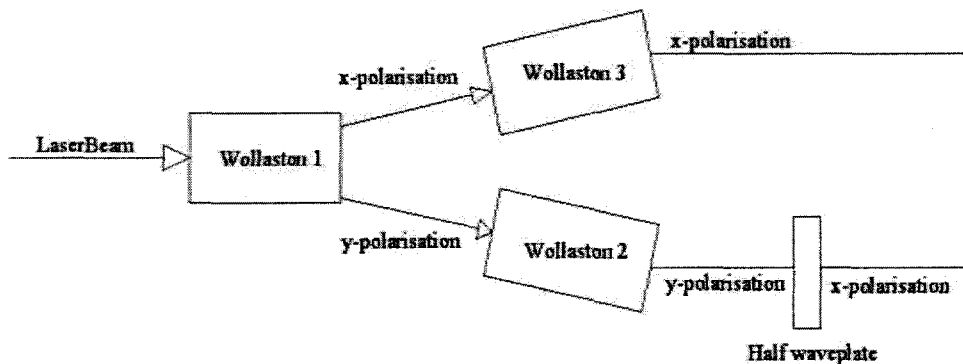 x-polarisation
Wollaston 3
x-polarisation
LaserBeam
Wollaston 1
y-polarisation
Wollaston 2
y-polarisation
x-polarisation
Half waveplate